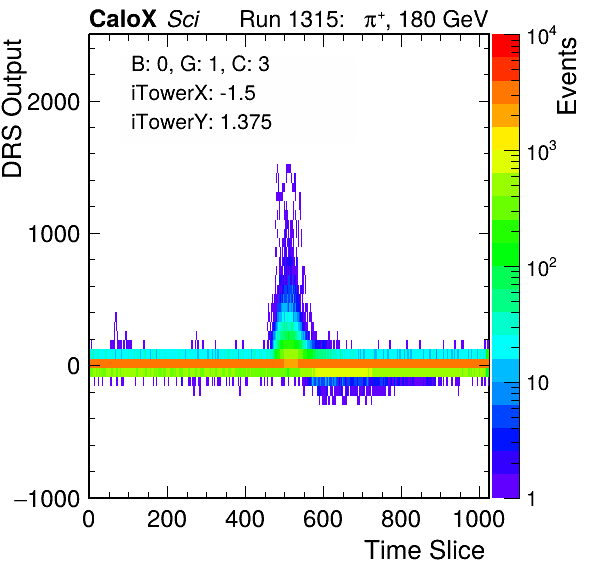 CaloX Sci Run 1315: π⁺, 180 GeV
B: 0, G: 1, C: 3
iTowerX: -1.5
iTowerY: 1.375
DRS Output
2000
1000
0
−1000
0 200 400 600 800 1000
Time Slice
Events
10⁴
10³
10²
10
1